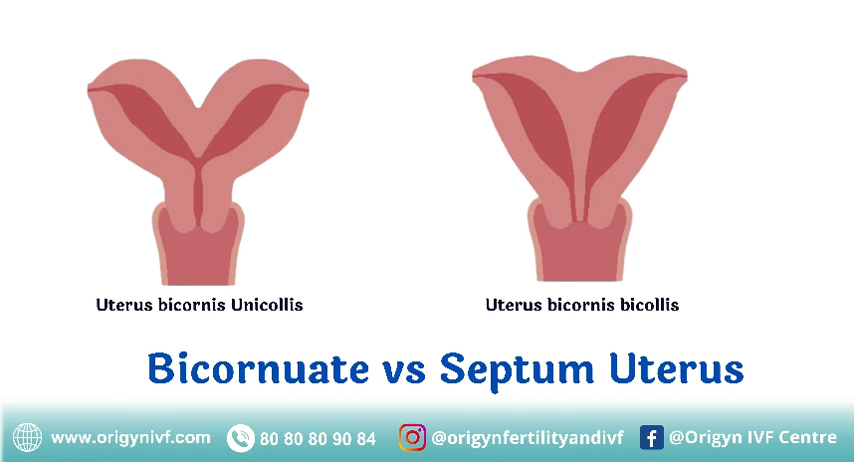 Uterus bicornis Unicollis
Uterus bicornis bicollis
Bicornuate vs Septum Uterus
www.origynivf.com 80 80 80 90 84 @origynfertilityandivf @Origyn IVF Centre